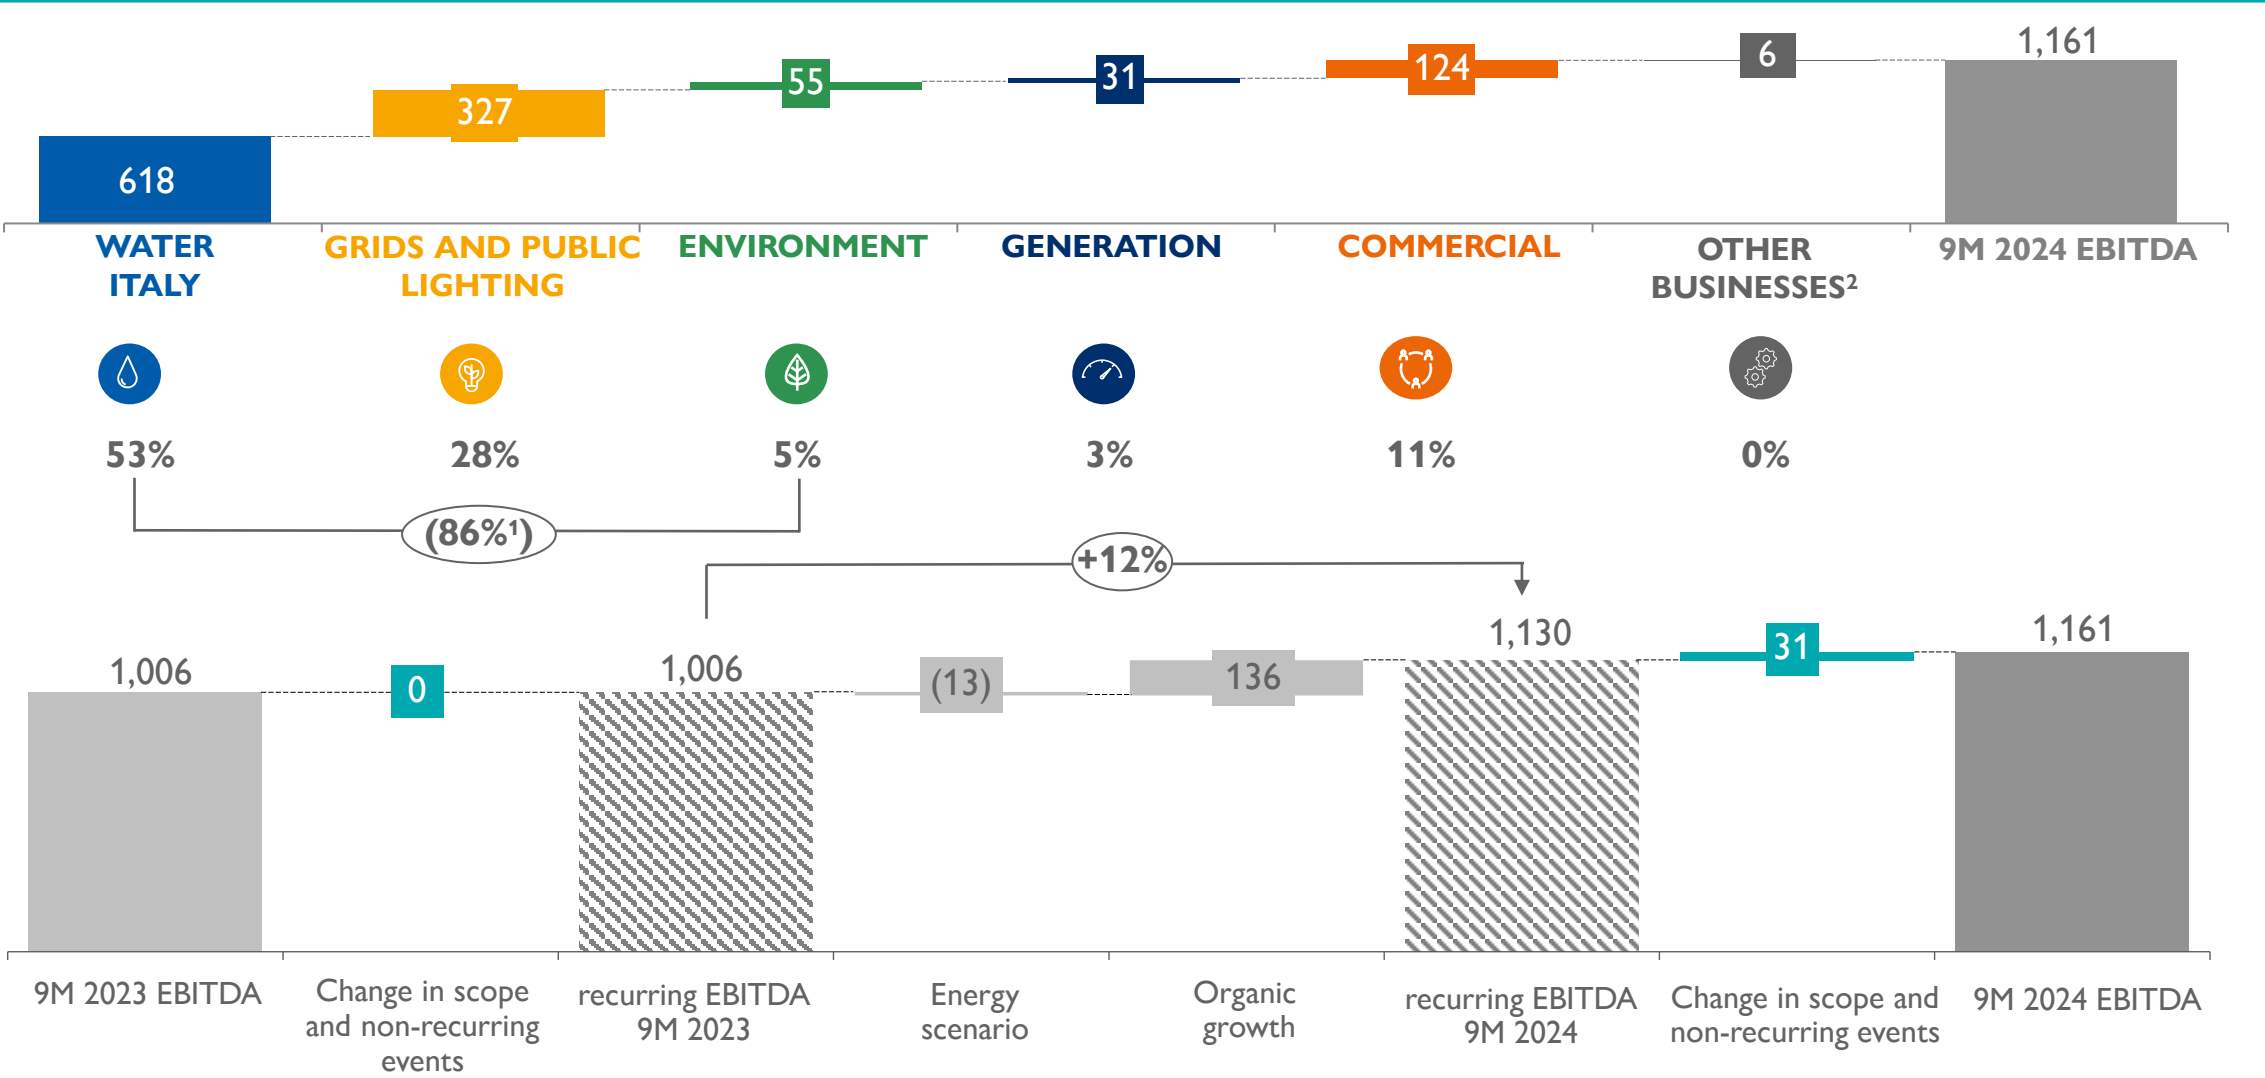 618
327
55
31
124
6
1,161
WATER
ITALY
GRIDS AND PUBLIC
LIGHTING
ENVIRONMENT
GENERATION
COMMERCIAL
OTHER
BUSINESSES²
9M 2024 EBITDA
53%
28%
5%
3%
11%
0%
(86%¹)
+12%
1,006
0
1,006
(13)
136
1,130
31
1,161
9M 2023 EBITDA
Change in scope
and non-recurring
events
recurring EBITDA
9M 2023
Energy
scenario
Organic
growth
recurring EBITDA
9M 2024
Change in scope and
non-recurring events
9M 2024 EBITDA